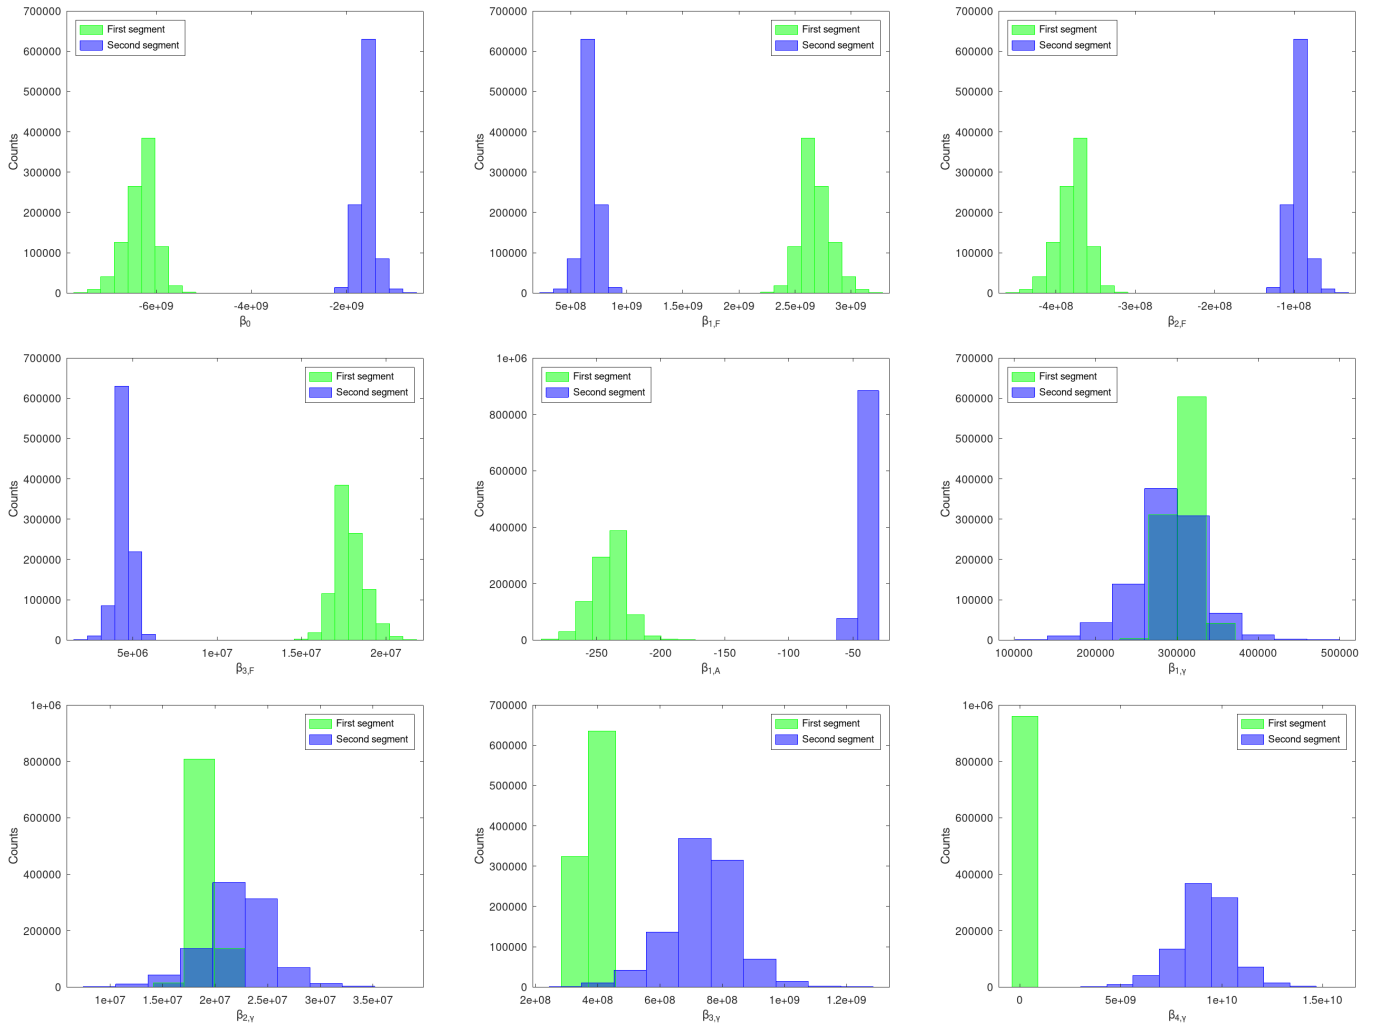 700000
600000
500000
400000
300000
200000
100000
0
Counts
First segment
Second segment
-6e+09 -4e+09 -2e+09
β0
700000
600000
500000
400000
300000
200000
100000
0
Counts
First segment
Second segment
5e+08 1e+09 1.5e+09 2e+09 2.5e+09 3e+09
β1,F
700000
600000
500000
400000
300000
200000
100000
0
Counts
First segment
Second segment
-4e+08 -3e+08 -2e+08 -1e+08
β2,F
700000
600000
500000
400000
300000
200000
100000
0
Counts
First segment
Second segment
5e+06 1e+07 1.5e+07 2e+07
β3,F
1e+06
800000
600000
400000
200000
0
Counts
First segment
Second segment
-250 -200 -150 -100 -50
β1,A
700000
600000
500000
400000
300000
200000
100000
0
Counts
First segment
Second segment
100000 200000 300000 400000 500000
β1,γ
1e+06
800000
600000
400000
200000
0
Counts
First segment
Second segment
1e+07 1.5e+07 2e+07 2.5e+07 3e+07 3.5e+07
β2,γ
700000
600000
500000
400000
300000
200000
100000
0
Counts
First segment
Second segment
2e+08 4e+08 6e+08 8e+08 1e+09 1.2e+09
β3,γ
1e+06
800000
600000
400000
200000
0
Counts
First segment
Second segment
0 5e+09 1e+10 1.5e+10
β4,γ